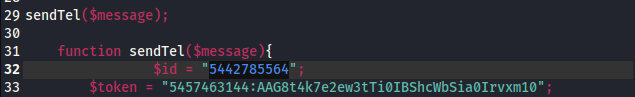 29 sendTel($message);
30
31 function sendTel($message){
32 $id = "5442785564";
33 $token = "5457463144:AAG8t4k7e2ew3tTi0IBShcWbSia0Irvxm10";